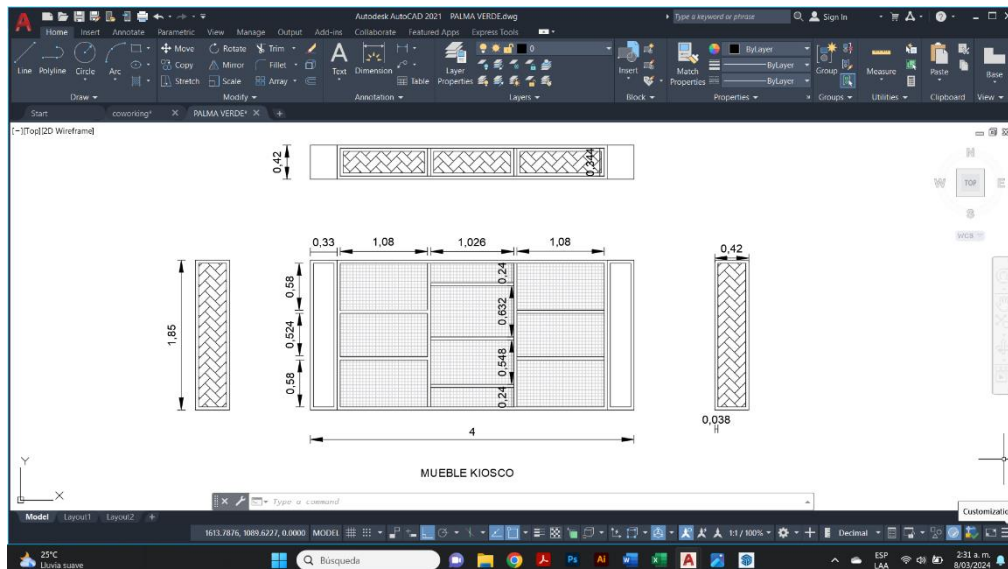 Autodesk AutoCAD 2021 PALMA VERDE.dwg
Type a keyword or phrase
Sign In
Home Insert Annotate Parametric View Manage Output Add-ins Collaborate Featured Apps Express Tools
Line Polyline Circle Arc
Move Rotate Trim
Copy Mirror Fillet
Stretch Scale Array
Text Dimension
Table
Layer Properties
0
Insert
Match Properties
ByLayer
ByLayer
ByLayer
Group
Measure
Paste
Base
Draw Modify Annotation Layers Block Properties Groups Utilities Clipboard View
Start coworking* PALMA VERDE*
[−][Top][2D Wireframe]
N
W TOP E
S
WCS
0,42
0,344
0,33 1,08 1,026 1,08
0,42
1,85
0,58
0,524
0,58
0,24
0,632
0,548
0,24
0,038
4
MUEBLE KIOSCO
Y
X
Type a command
Customizatio
Model Layout1 Layout2
1613.7876, 1089.6227, 0.0000 MODEL 1:1 / 100% Decimal
25°C
Lluvia suave
Búsqueda
Ps Ai
ESP
LAA
2:31 a. m.
8/03/2024